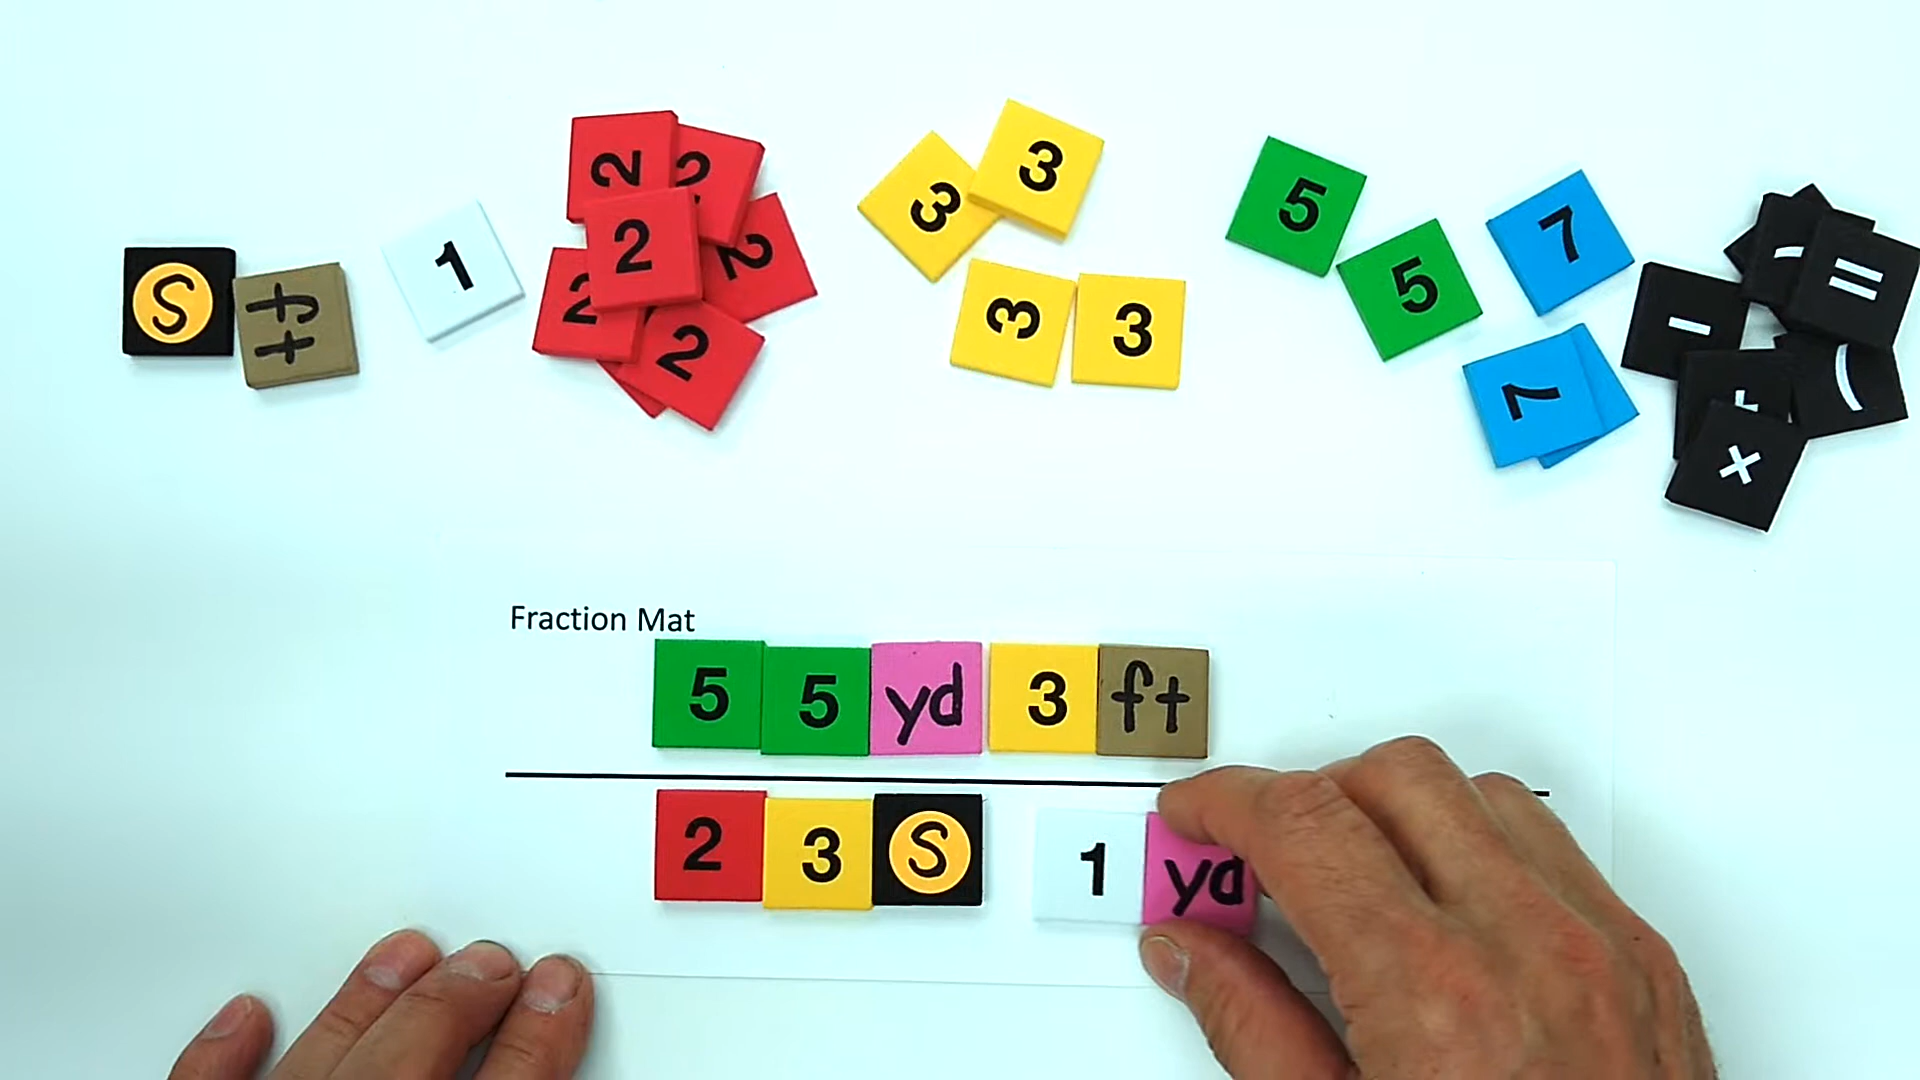 S ft 1 2 2 2 2 2 2 3 3 3 3 5 5 7 7 - = - ( x
Fraction Mat
5 5 yd 3 ft
2 3 S 1 yd